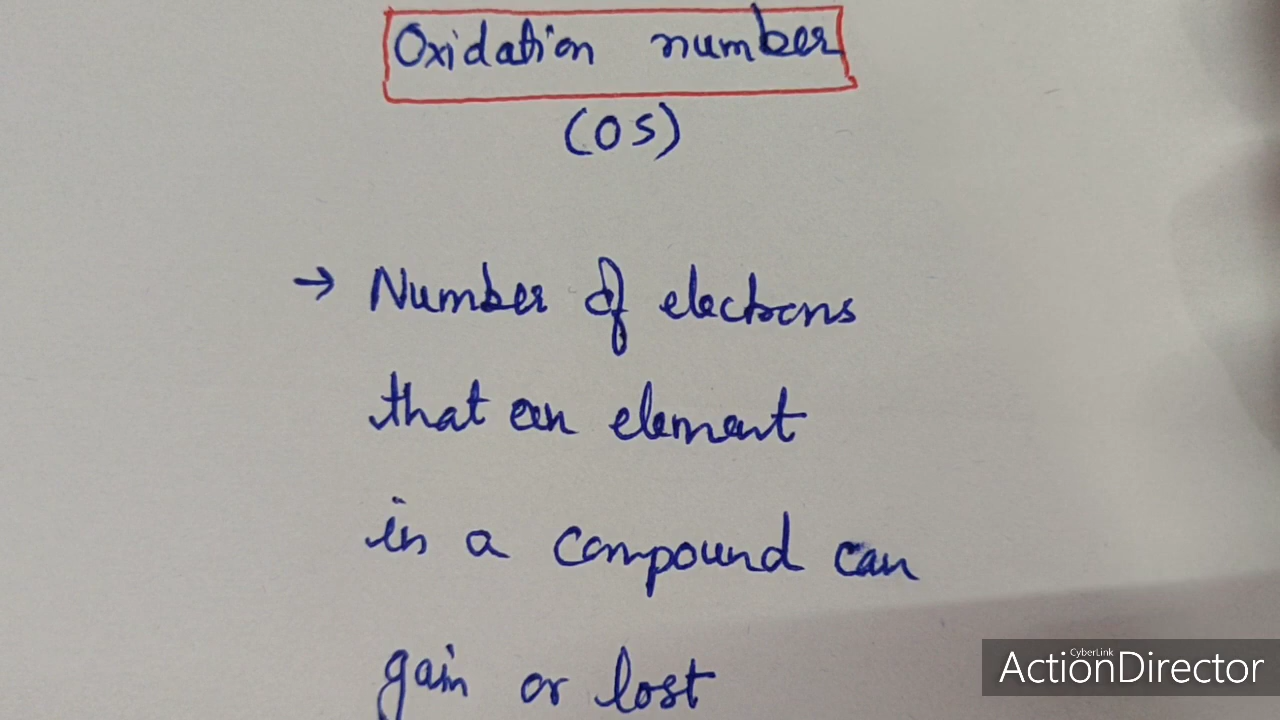 Oxidation number
(OS)
→ Number of electrons
that an element
in a compound can
gain or lost
CyberLink
ActionDirector